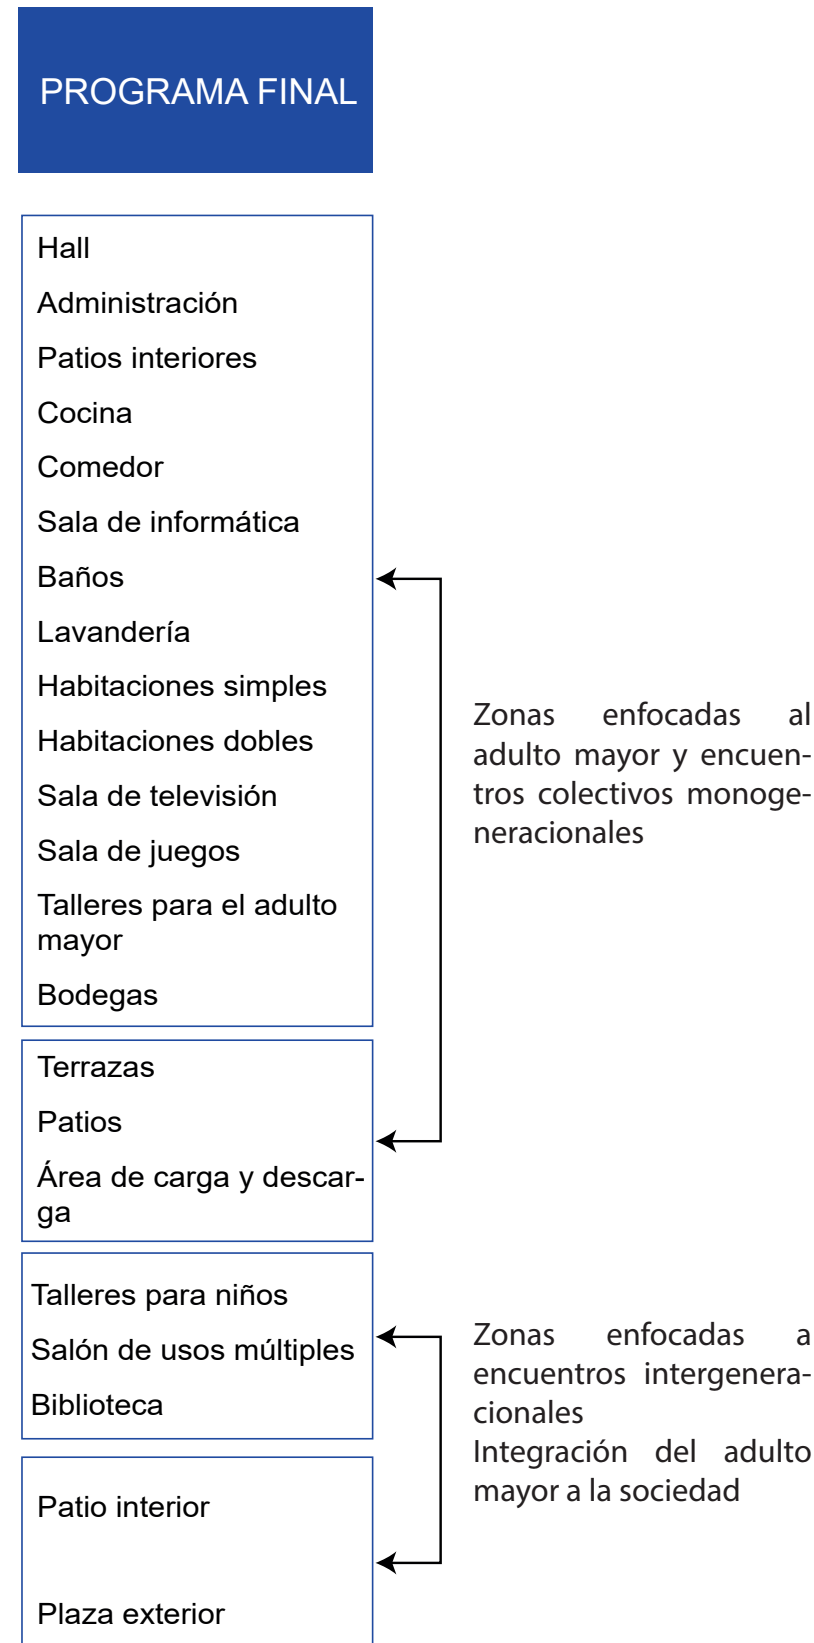 PROGRAMA FINAL
Hall
Administración
Patios interiores
Cocina
Comedor
Sala de informática
Baños
Lavandería
Habitaciones simples
Habitaciones dobles
Sala de televisión
Sala de juegos
Talleres para el adulto
mayor
Bodegas
Zonas enfocadas al
adulto mayor y encuen-
tros colectivos monoge-
neracionales
Terrazas
Patios
Área de carga y descar-
ga
Talleres para niños
Salón de usos múltiples
Biblioteca
Zonas enfocadas a
encuentros intergenera-
cionales
Integración del adulto
mayor a la sociedad
Patio interior
Plaza exterior